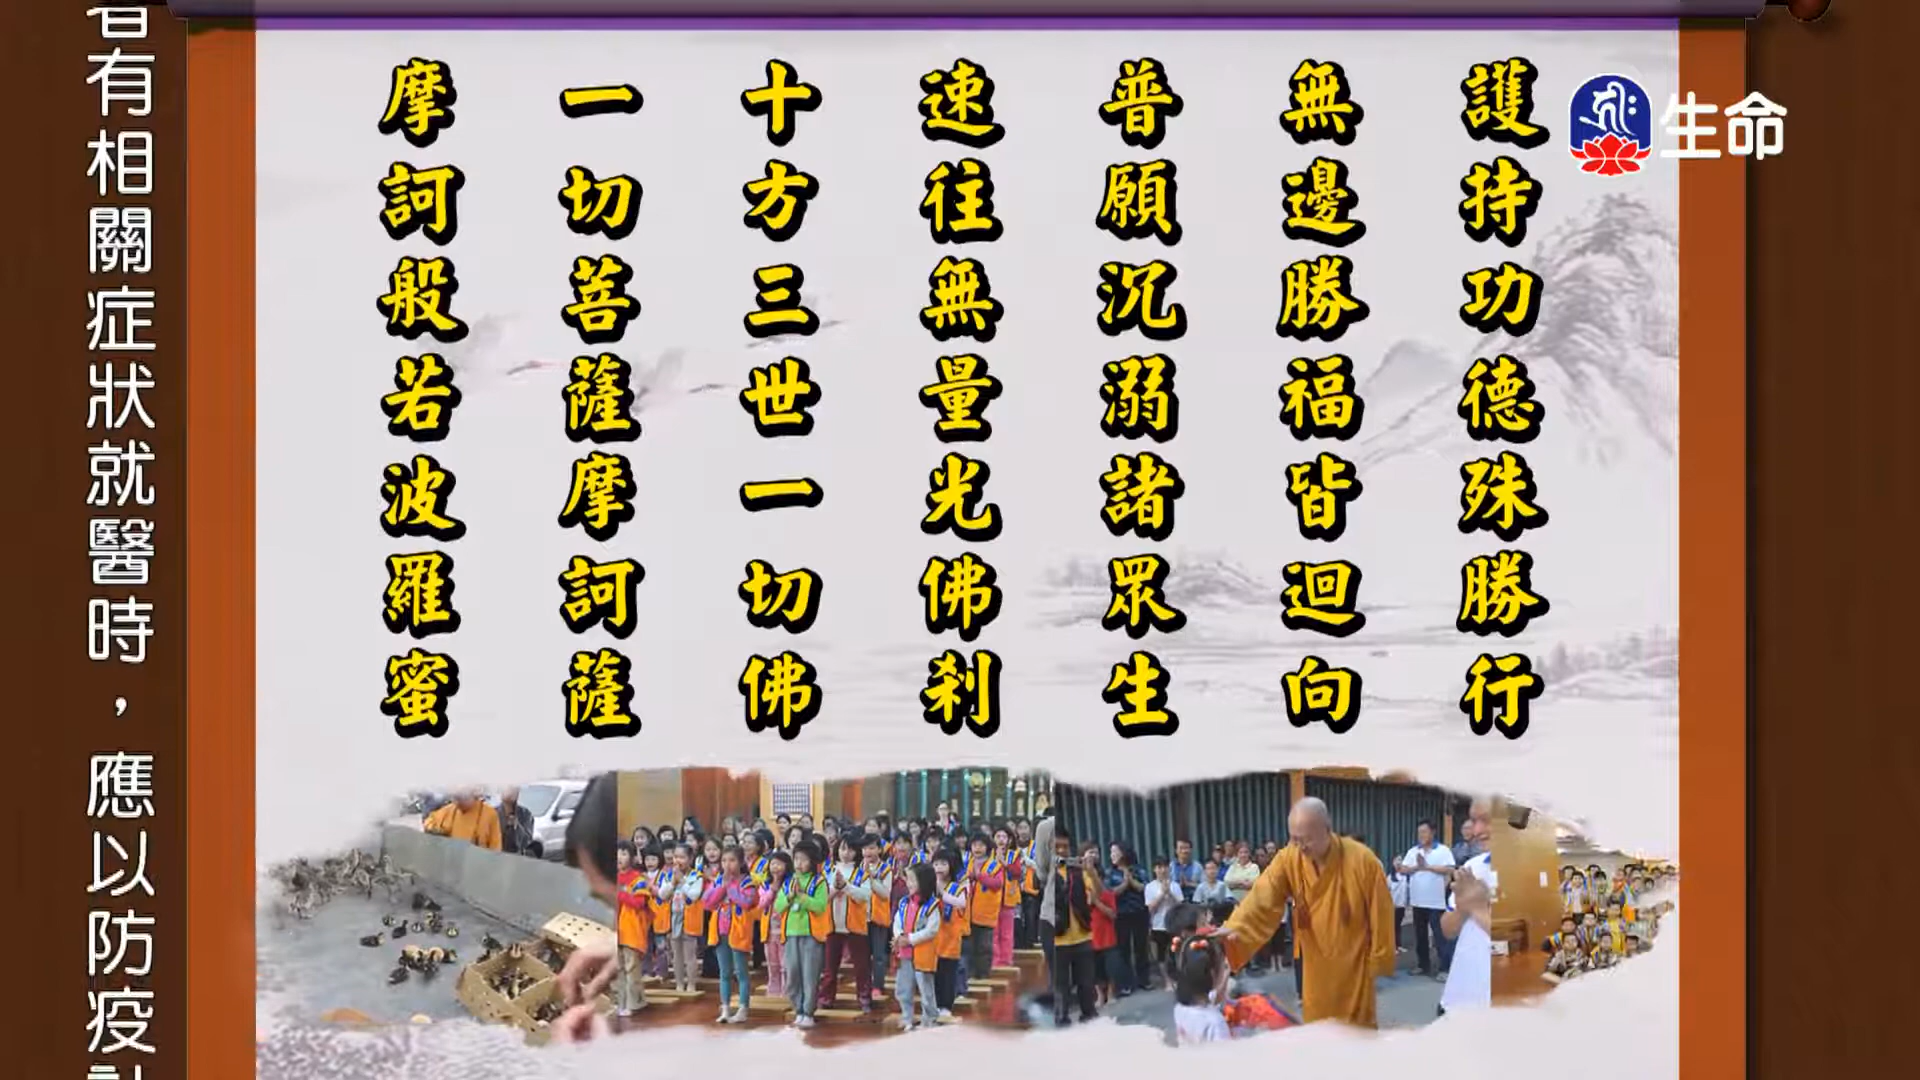 護持功德殊勝行
無邊勝福皆迴向
普願沉溺諸眾生
速往無量光佛剎
十方三世一切佛
一切菩薩摩訶薩
摩訶般若波羅蜜
生命
有相關症狀就醫時，應以防疫